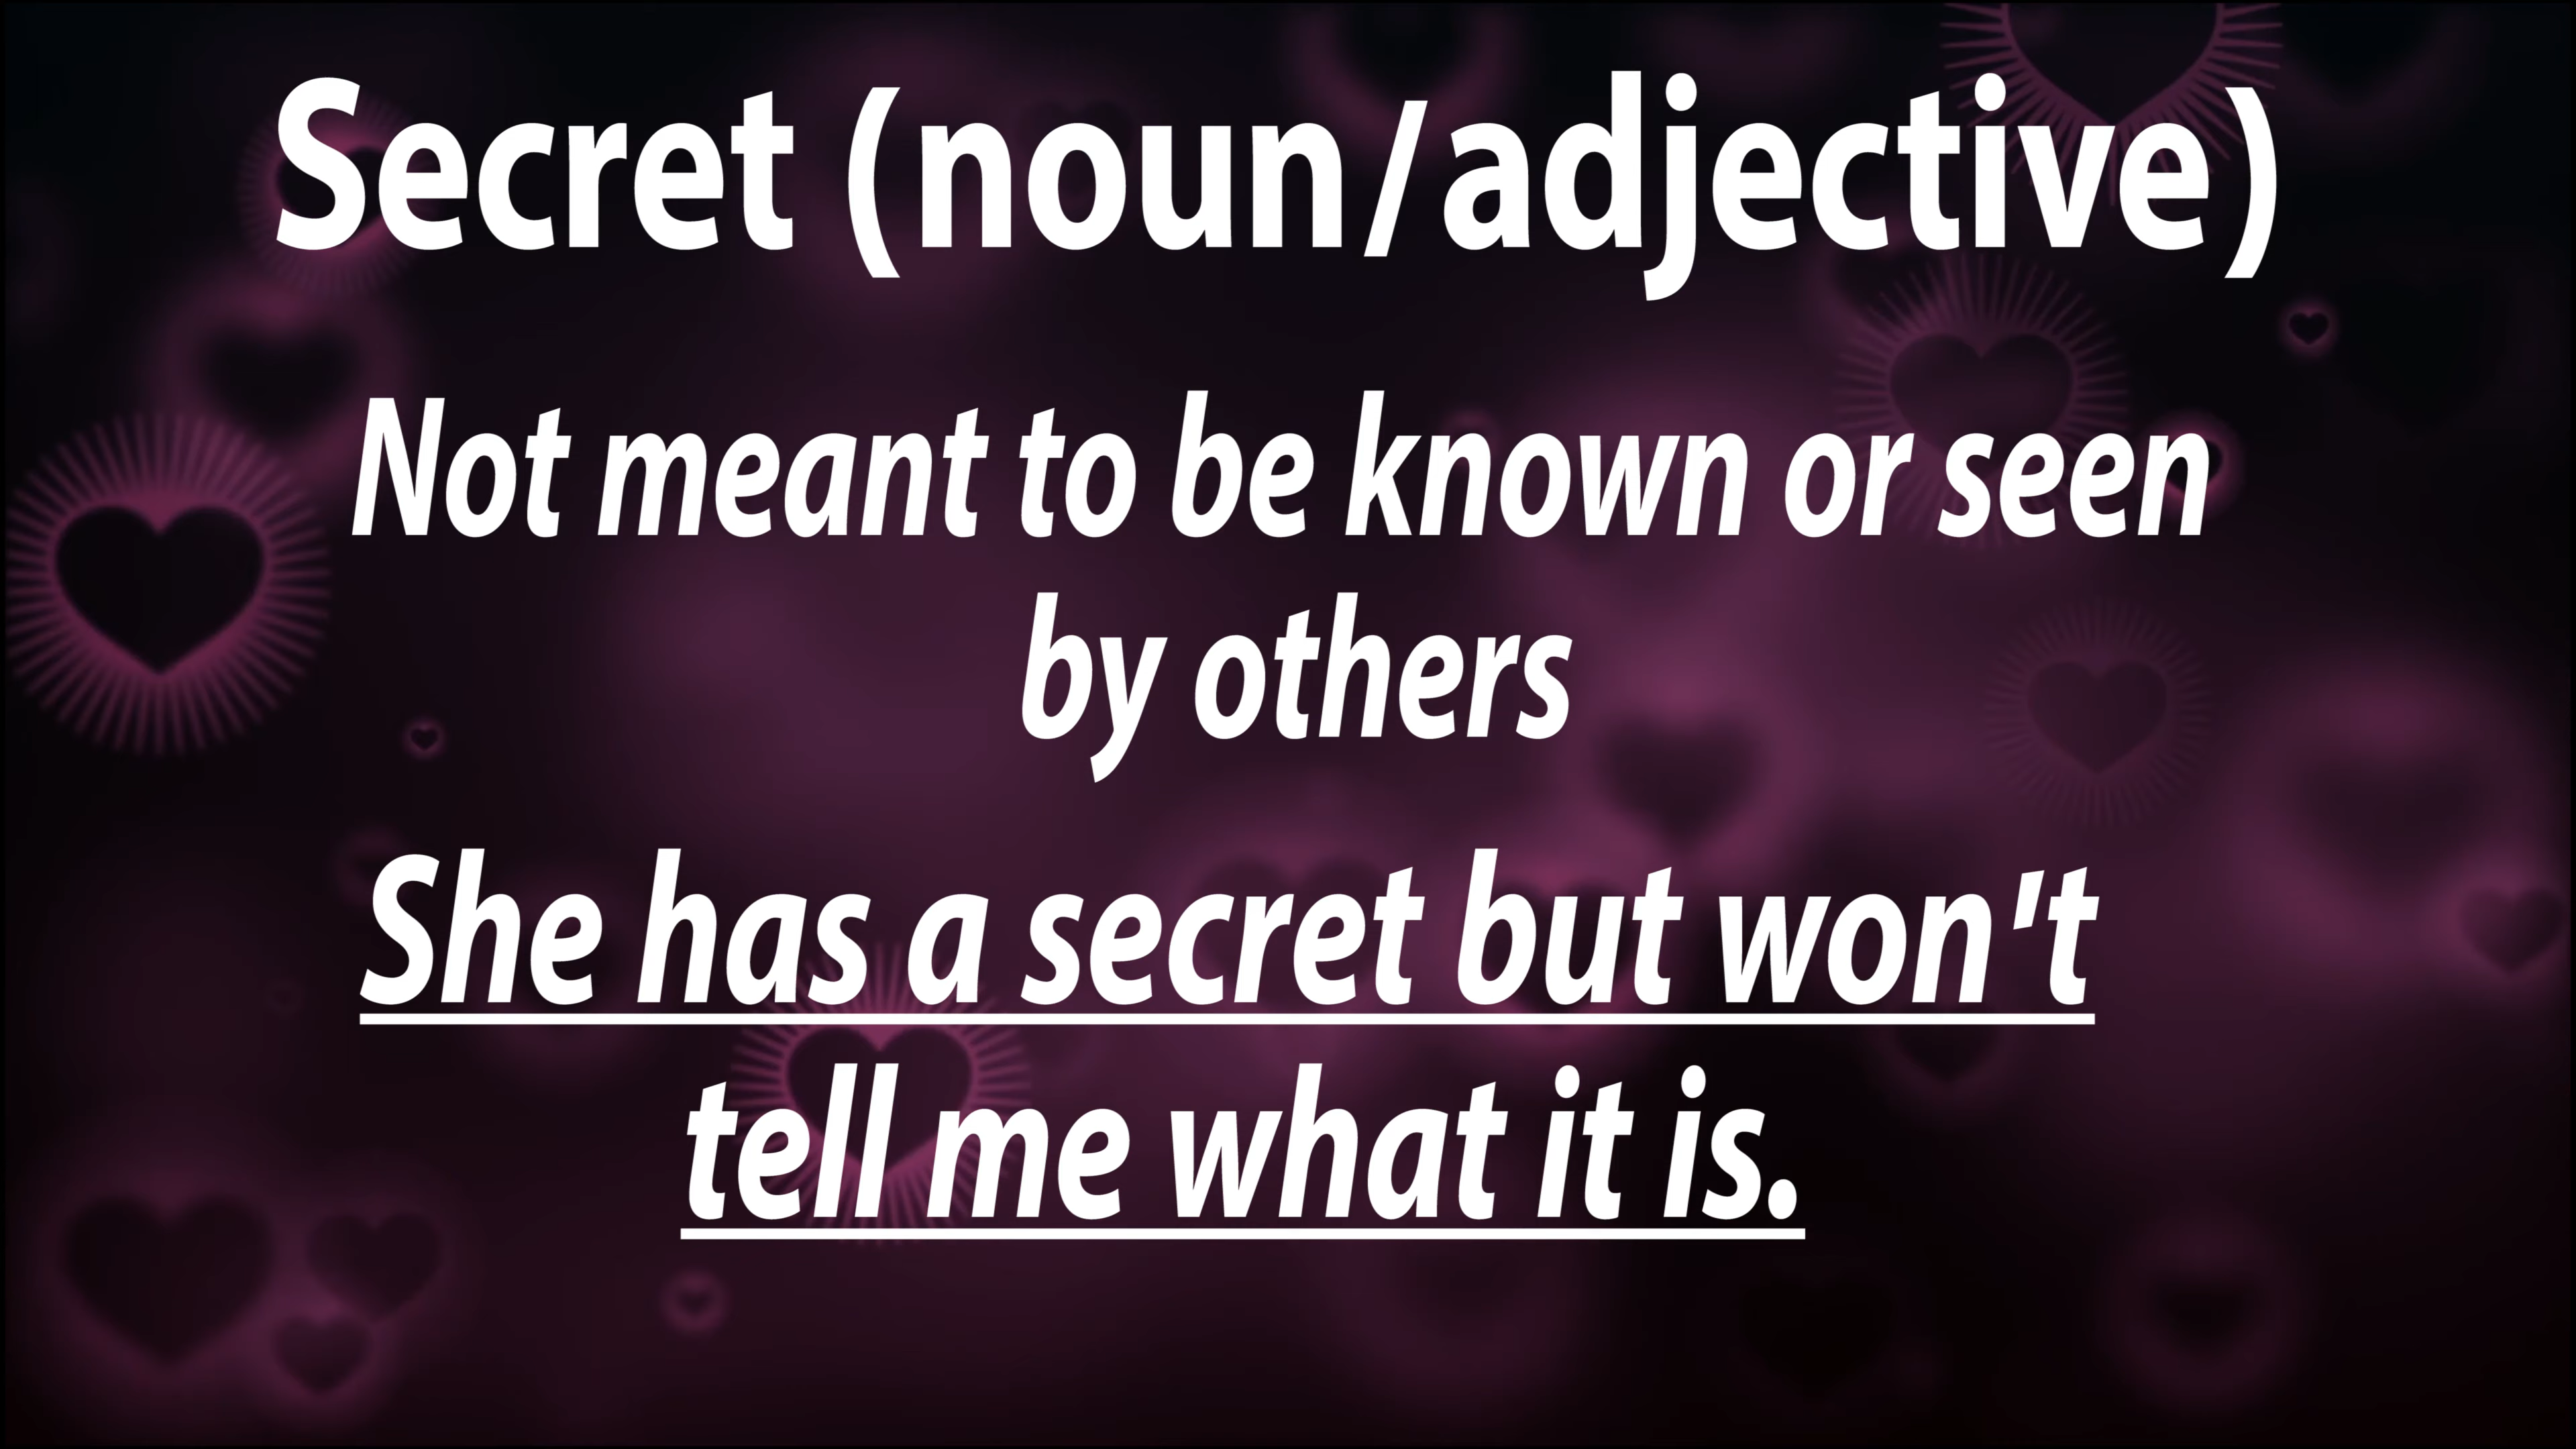 Secret (noun/adjective)
Not meant to be known or seen
by others
She has a secret but won't
tell me what it is.